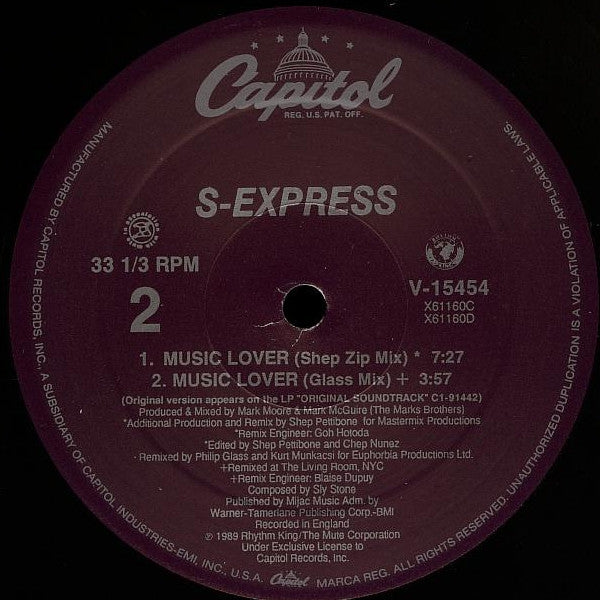 Capitol
REG. U.S. PAT. OFF.
S-EXPRESS
33 1/3 RPM
V-15454
X61160C
X61160D
2
1. MUSIC LOVER (Shep Zip Mix) * 7:27
2. MUSIC LOVER (Glass Mix) + 3:57
(Original version appears on the LP "ORIGINAL SOUNDTRACK" C1-91442)
Produced & Mixed by Mark Moore & Mark McGuire (The Marks Brothers)
*Additional Production and Remix by Shep Pettibone for Mastermix Productions
*Remix Engineer: Goh Hotoda
*Edited by Shep Pettibone and Chep Nunez
Remixed by Philip Glass and Kurt Munkacsi for Euphorbia Productions Ltd.
+Remixed at The Living Room, NYC
+Remix Engineer: Blaise Dupuy
Composed by Sly Stone
Published by Mijac Music Adm. by
Warner-Tamerlane Publishing Corp.-BMI
Recorded in England
℗ 1989 Rhythm King/The Mute Corporation
Under Exclusive License to
Capitol Records, Inc.
MANUFACTURED BY CAPITOL RECORDS, INC., A SUBSIDIARY OF CAPITOL INDUSTRIES-EMI, INC., U.S.A. Capitol MARCA REG. ALL RIGHTS RESERVED. UNAUTHORIZED DUPLICATION IS A VIOLATION OF APPLICABLE LAWS.